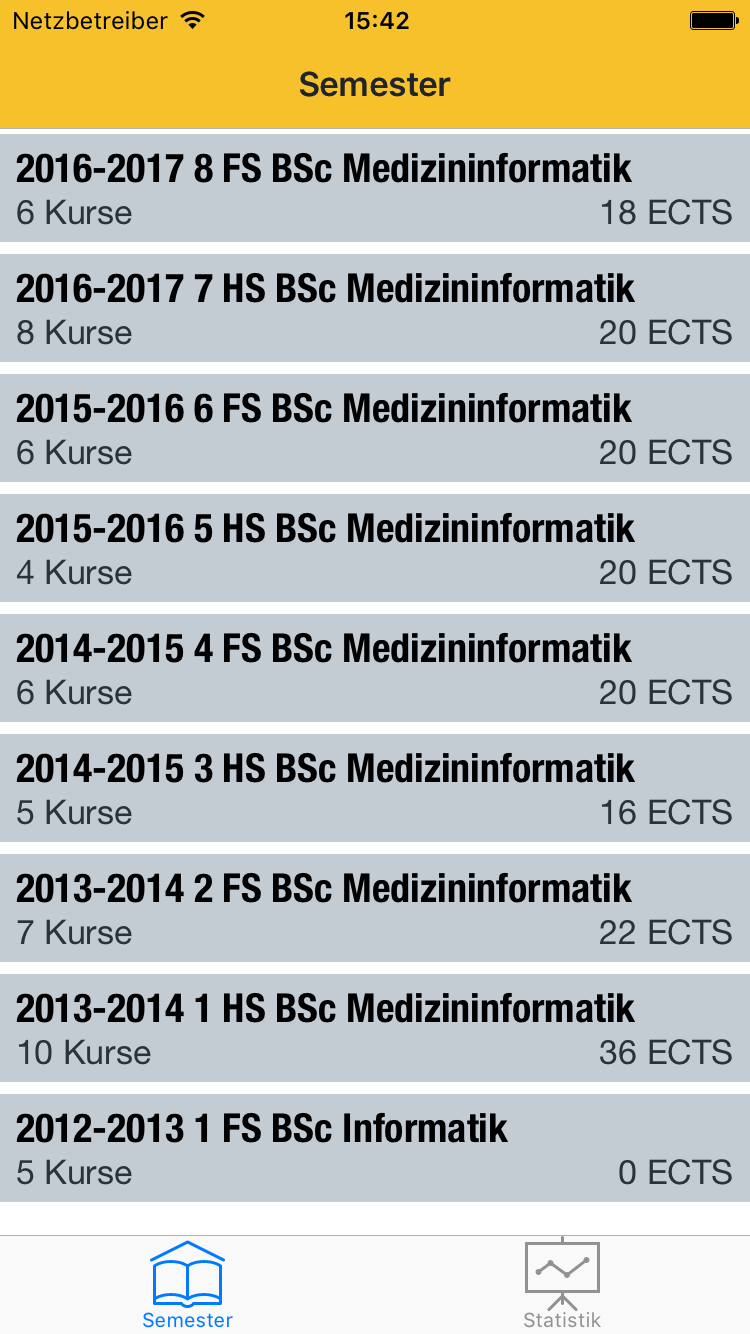 Netzbetreiber 15:42
Semester
2016-2017 8 FS BSc Medizininformatik
6 Kurse 18 ECTS
2016-2017 7 HS BSc Medizininformatik
8 Kurse 20 ECTS
2015-2016 6 FS BSc Medizininformatik
6 Kurse 20 ECTS
2015-2016 5 HS BSc Medizininformatik
4 Kurse 20 ECTS
2014-2015 4 FS BSc Medizininformatik
6 Kurse 20 ECTS
2014-2015 3 HS BSc Medizininformatik
5 Kurse 16 ECTS
2013-2014 2 FS BSc Medizininformatik
7 Kurse 22 ECTS
2013-2014 1 HS BSc Medizininformatik
10 Kurse 36 ECTS
2012-2013 1 FS BSc Informatik
5 Kurse 0 ECTS
Semester Statistik